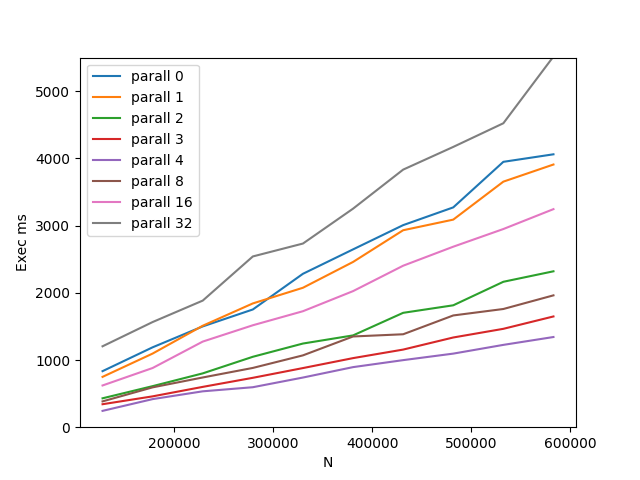 parall 0
parall 1
parall 2
parall 3
parall 4
parall 8
parall 16
parall 32
Exec ms
5000
4000
3000
2000
1000
0
200000 300000 400000 500000 600000
N